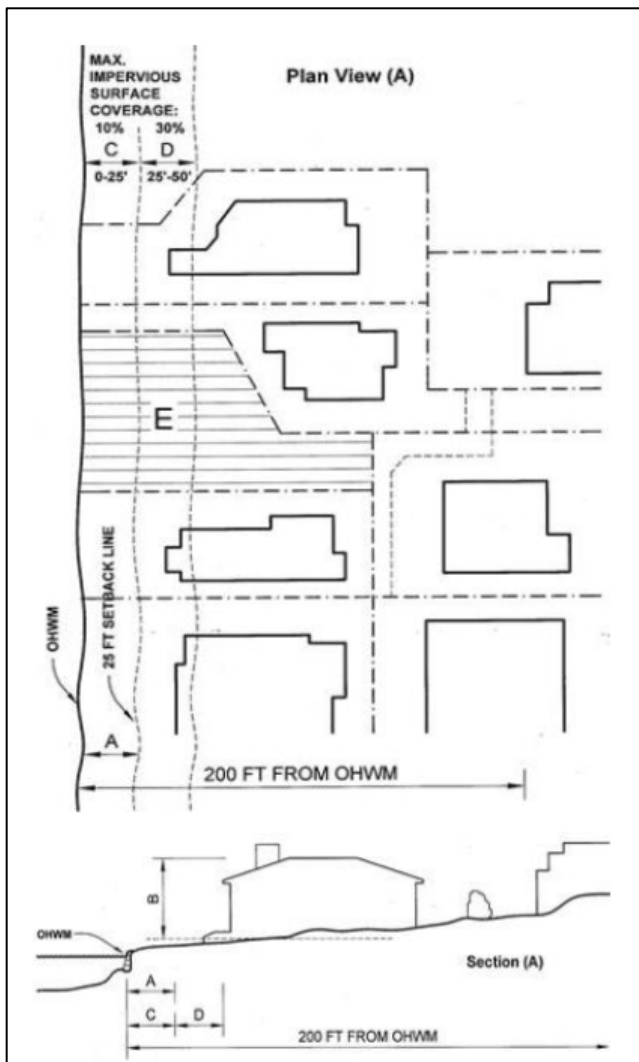 MAX.
IMPERVIOUS
SURFACE
COVERAGE:
10% 30%
C D
0-25' 25'-50'
Plan View (A)
E
OHWM
25 FT SETBACK LINE
A
200 FT FROM OHWM
B
OHWM
Section (A)
A
C D
200 FT FROM OHWM